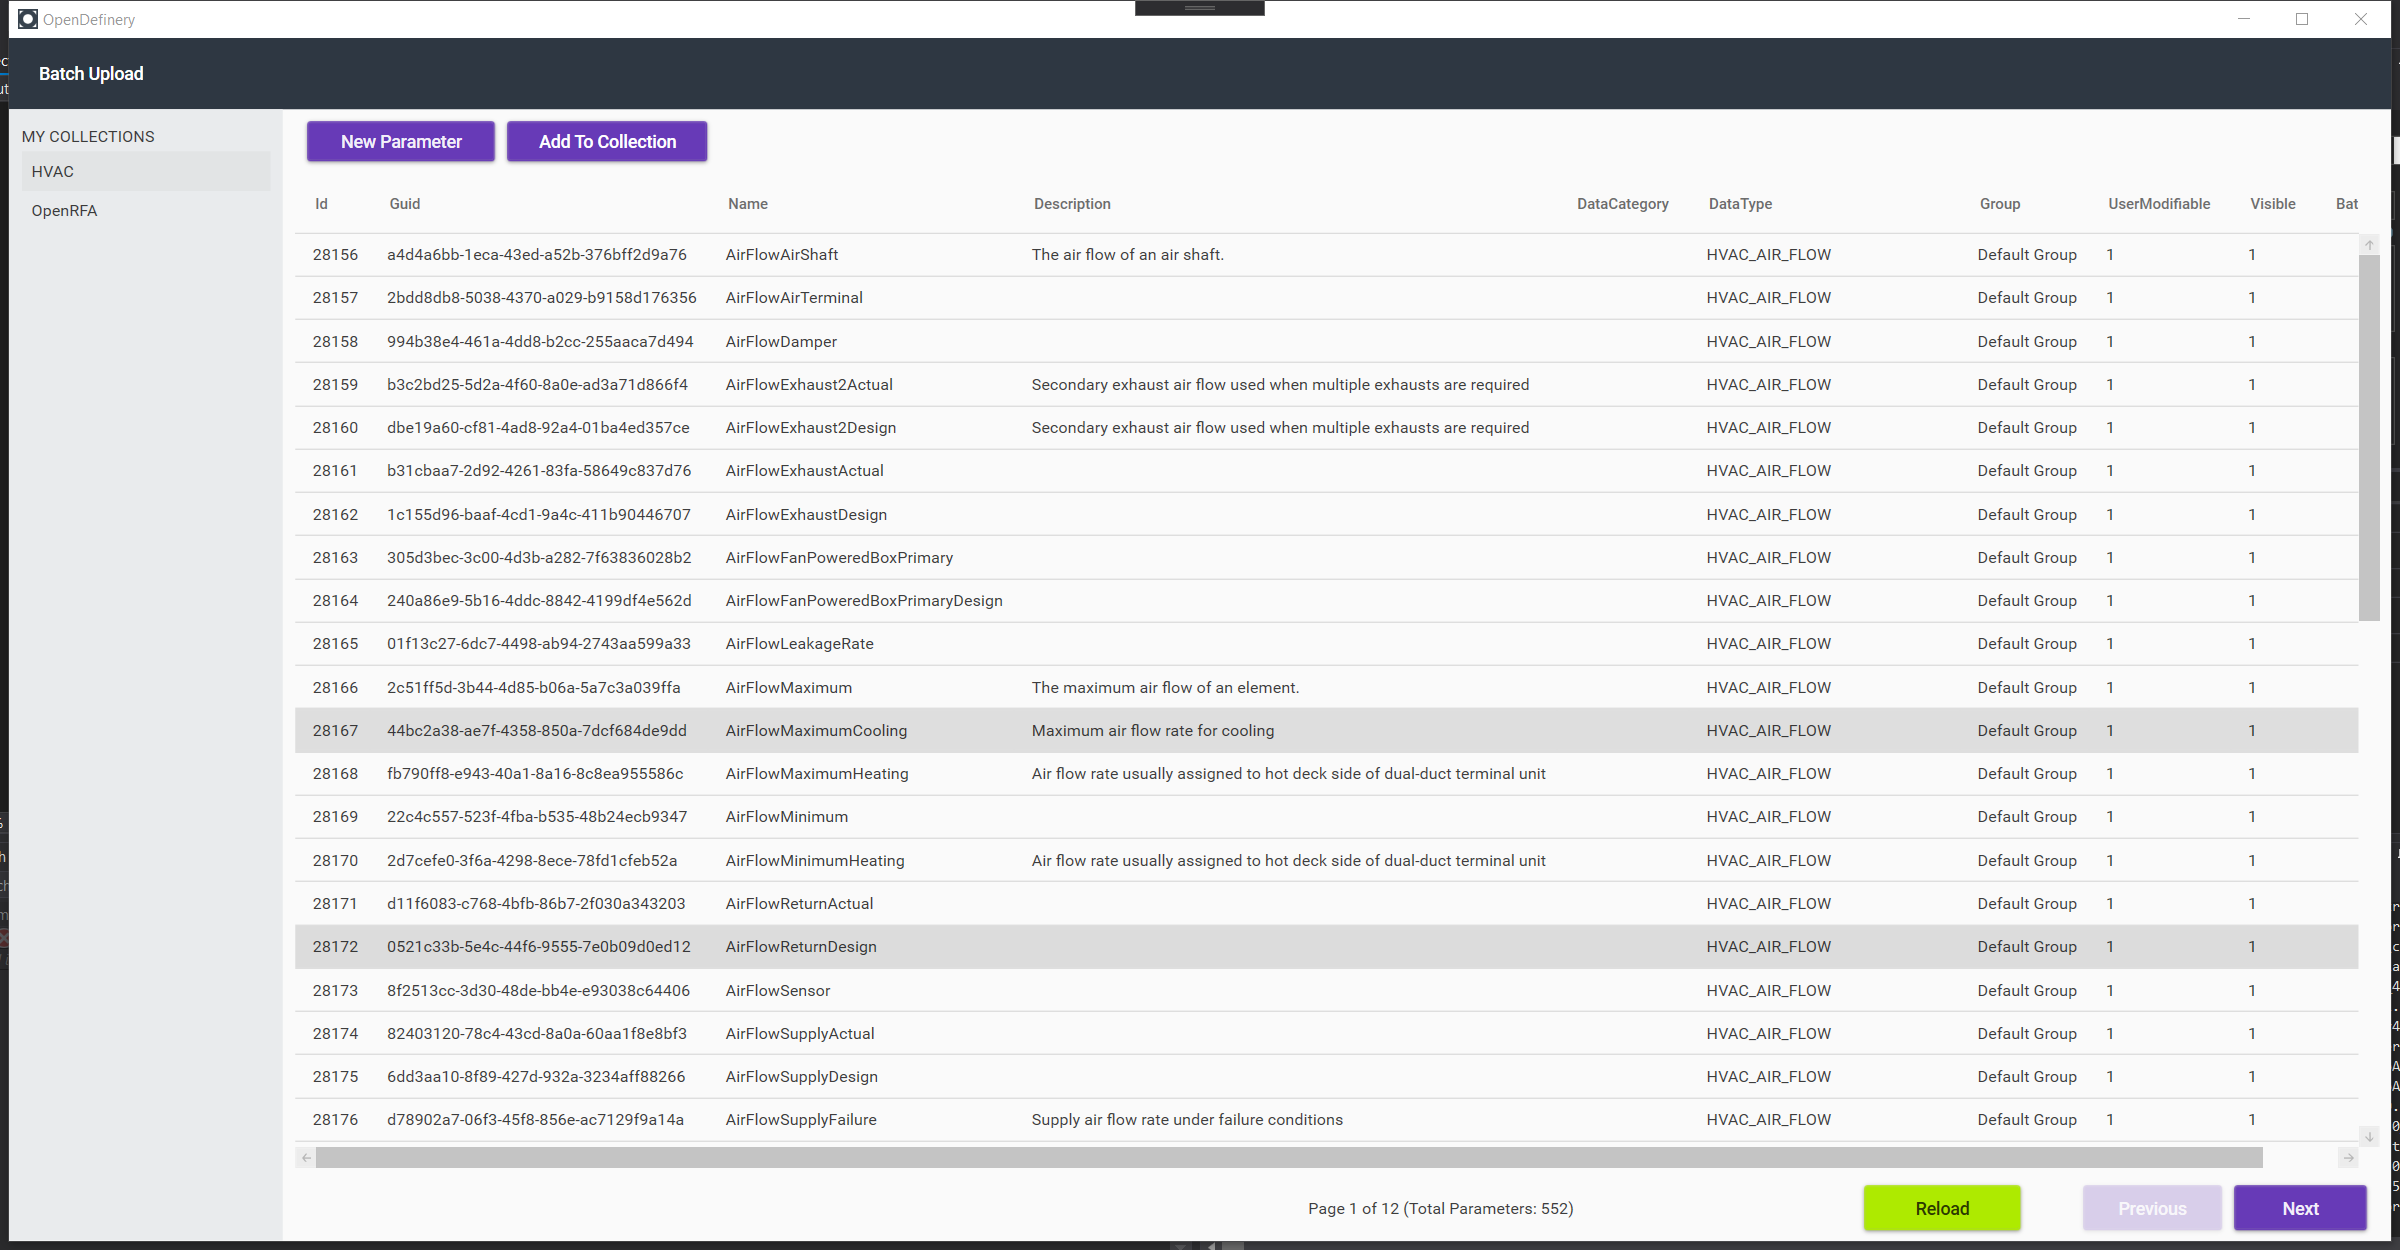 OpenDefinery
Batch Upload
MY COLLECTIONS
HVAC
OpenRFA
New Parameter Add To Collection
Id Guid Name Description DataCategory DataType Group UserModifiable Visible Bat
28156 a4d4a6bb-1eca-43ed-a52b-376bff2d9a76 AirFlowAirShaft The air flow of an air shaft. HVAC_AIR_FLOW Default Group 1 1
28157 2bdd8db8-5038-4370-a029-b9158d176356 AirFlowAirTerminal HVAC_AIR_FLOW Default Group 1 1
28158 994b38e4-461a-4dd8-b2cc-255aaca7d494 AirFlowDamper HVAC_AIR_FLOW Default Group 1 1
28159 b3c2bd25-5d2a-4f60-8a0e-ad3a71d866f4 AirFlowExhaust2Actual Secondary exhaust air flow used when multiple exhausts are required HVAC_AIR_FLOW Default Group 1 1
28160 dbe19a60-cf81-4ad8-92a4-01ba4ed357ce AirFlowExhaust2Design Secondary exhaust air flow used when multiple exhausts are required HVAC_AIR_FLOW Default Group 1 1
28161 b31cbaa7-2d92-4261-83fa-58649c837d76 AirFlowExhaustActual HVAC_AIR_FLOW Default Group 1 1
28162 1c155d96-baaf-4cd1-9a4c-411b90446707 AirFlowExhaustDesign HVAC_AIR_FLOW Default Group 1 1
28163 305d3bec-3c00-4d3b-a282-7f63836028b2 AirFlowFanPoweredBoxPrimary HVAC_AIR_FLOW Default Group 1 1
28164 240a86e9-5b16-4ddc-8842-4199df4e562d AirFlowFanPoweredBoxPrimaryDesign HVAC_AIR_FLOW Default Group 1 1
28165 01f13c27-6dc7-4498-ab94-2743aa599a33 AirFlowLeakageRate HVAC_AIR_FLOW Default Group 1 1
28166 2c51ff5d-3b44-4d85-b06a-5a7c3a039ffa AirFlowMaximum The maximum air flow of an element. HVAC_AIR_FLOW Default Group 1 1
28167 44bc2a38-ae7f-4358-850a-7dcf684de9dd AirFlowMaximumCooling Maximum air flow rate for cooling HVAC_AIR_FLOW Default Group 1 1
28168 fb790ff8-e943-40a1-8a16-8c8ea955586c AirFlowMaximumHeating Air flow rate usually assigned to hot deck side of dual-duct terminal unit HVAC_AIR_FLOW Default Group 1 1
28169 22c4c557-523f-4fba-b535-48b24ecb9347 AirFlowMinimum HVAC_AIR_FLOW Default Group 1 1
28170 2d7cefe0-3f6a-4298-8ece-78fd1cfeb52a AirFlowMinimumHeating Air flow rate usually assigned to hot deck side of dual-duct terminal unit HVAC_AIR_FLOW Default Group 1 1
28171 d11f6083-c768-4bfb-86b7-2f030a343203 AirFlowReturnActual HVAC_AIR_FLOW Default Group 1 1
28172 0521c33b-5e4c-44f6-9555-7e0b09d0ed12 AirFlowReturnDesign HVAC_AIR_FLOW Default Group 1 1
28173 8f2513cc-3d30-48de-bb4e-e93038c64406 AirFlowSensor HVAC_AIR_FLOW Default Group 1 1
28174 82403120-78c4-43cd-8a0a-60aa1f8e8bf3 AirFlowSupplyActual HVAC_AIR_FLOW Default Group 1 1
28175 6dd3aa10-8f89-427d-932a-3234aff88266 AirFlowSupplyDesign HVAC_AIR_FLOW Default Group 1 1
28176 d78902a7-06f3-45f8-856e-ac7129f9a14a AirFlowSupplyFailure Supply air flow rate under failure conditions HVAC_AIR_FLOW Default Group 1 1
Page 1 of 12 (Total Parameters: 552) Reload Previous Next